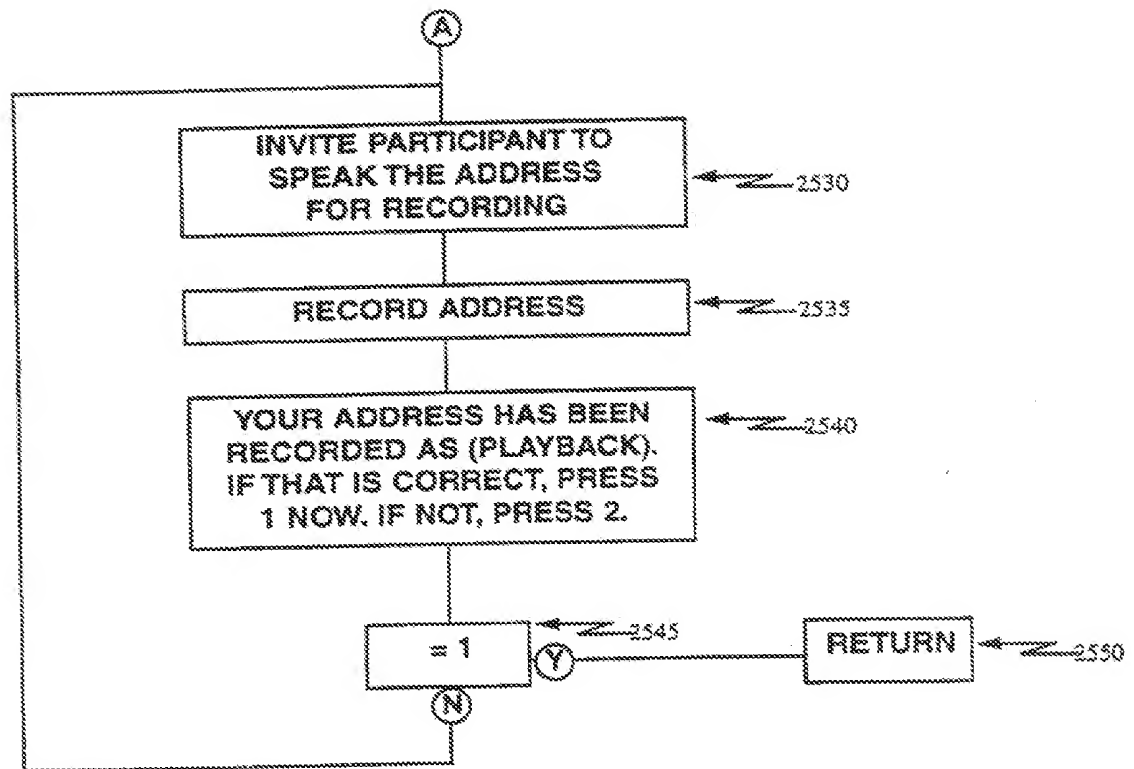 A
INVITE PARTICIPANT TO
SPEAK THE ADDRESS
FOR RECORDING
2530
RECORD ADDRESS
2535
YOUR ADDRESS HAS BEEN
RECORDED AS (PLAYBACK).
IF THAT IS CORRECT, PRESS
1 NOW. IF NOT, PRESS 2.
2540
= 1
2545
Y
RETURN
2550
N